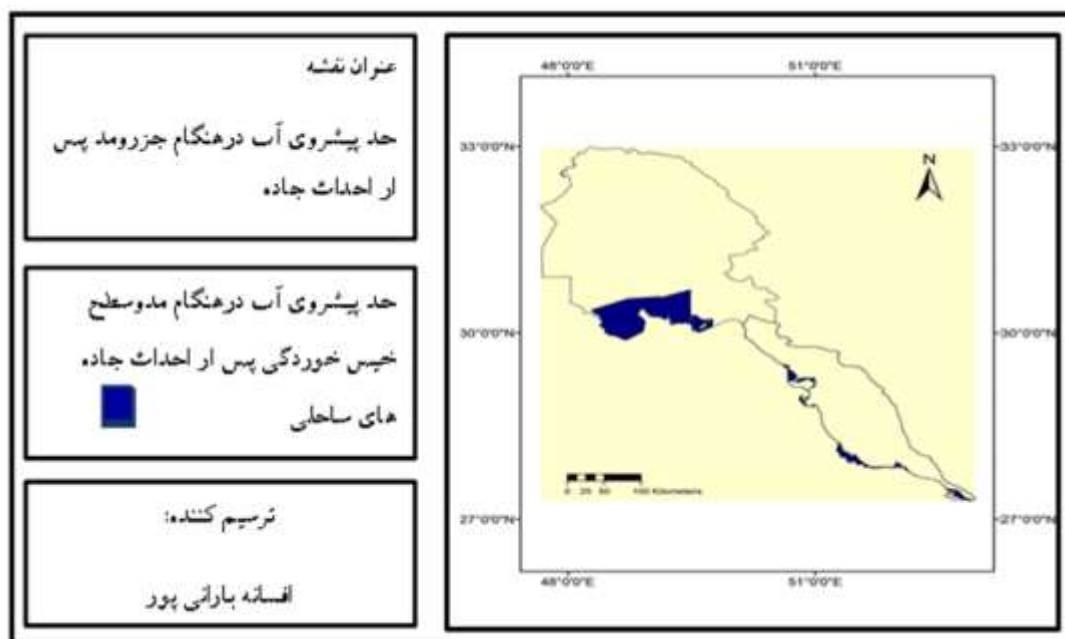 عنوان نقشه
حد پیشروی آب درهنگام جزرومد پس
از احداث جاده
حد پیشروی آب درهنگام مدوسطح
خیس خوردگی پس از احداث جاده
های ساحلی
ترسیم کننده:
افسانه بارانی پور
48°0'0"E 51°0'0"E
33°0'0"N 33°0'0"N
N
30°0'0"N 30°0'0"N
0 25 50 100 Kilometers
27°0'0"N 27°0'0"N
48°0'0"E 51°0'0"E